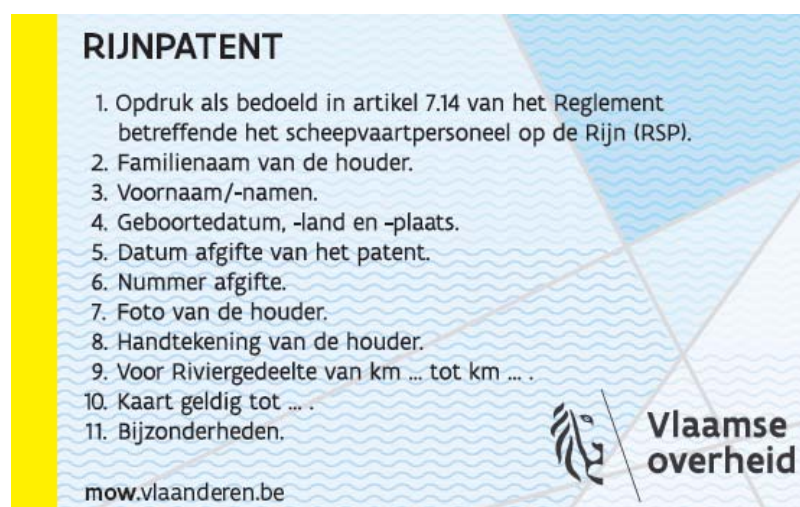 RIJNPATENT
1. Opdruk als bedoeld in artikel 7.14 van het Reglement
betreffende het scheepvaartpersoneel op de Rijn (RSP).
2. Familienaam van de houder.
3. Voornaam/-namen.
4. Geboortedatum, -land en -plaats.
5. Datum afgifte van het patent.
6. Nummer afgifte.
7. Foto van de houder.
8. Handtekening van de houder.
9. Voor Riviergedeelte van km ... tot km ... .
10. Kaart geldig tot ... .
11. Bijzonderheden.
Vlaamse
overheid
mow.vlaanderen.be